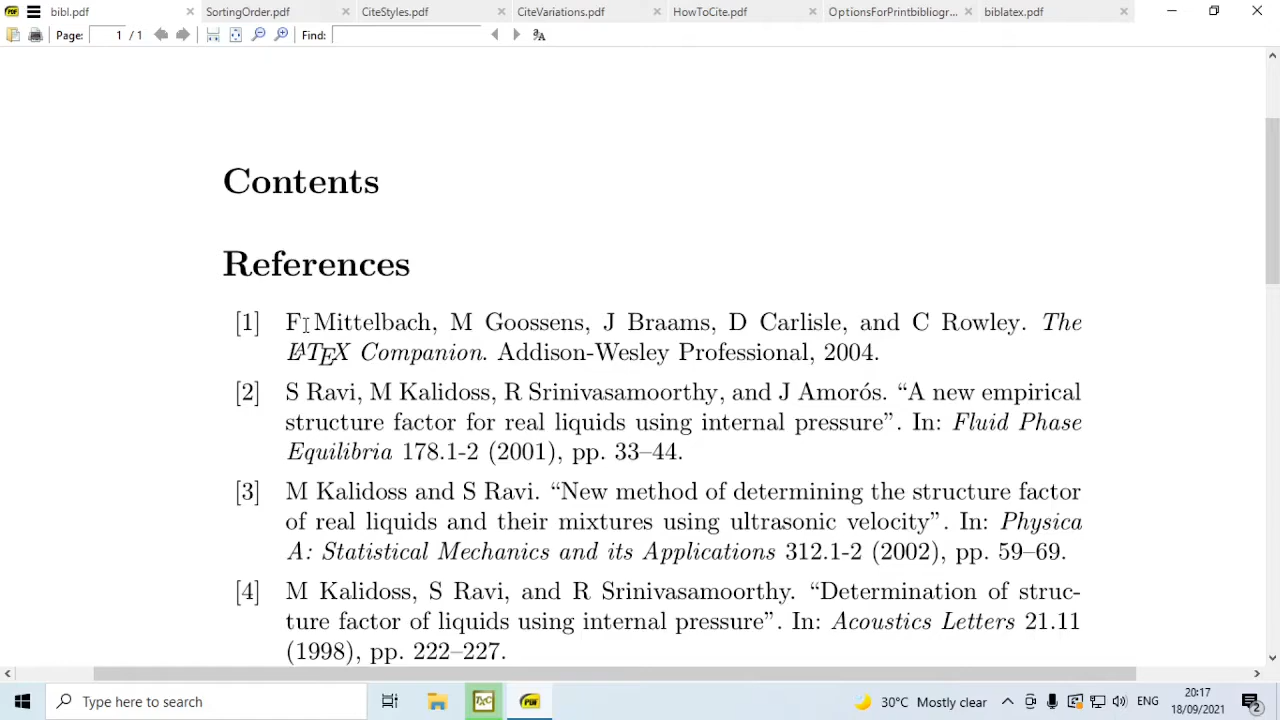 bibl.pdf SortingOrder.pdf CiteStyles.pdf CiteVariations.pdf HowToCite.pdf OptionsForPrintbibliogr... biblatex.pdf
Page: 1 / 1 Find:
Contents
References
[1] F Mittelbach, M Goossens, J Braams, D Carlisle, and C Rowley. The
LATEX Companion. Addison-Wesley Professional, 2004.
[2] S Ravi, M Kalidoss, R Srinivasamoorthy, and J Amorós. “A new empirical
structure factor for real liquids using internal pressure”. In: Fluid Phase
Equilibria 178.1-2 (2001), pp. 33–44.
[3] M Kalidoss and S Ravi. “New method of determining the structure factor
of real liquids and their mixtures using ultrasonic velocity”. In: Physica
A: Statistical Mechanics and its Applications 312.1-2 (2002), pp. 59–69.
[4] M Kalidoss, S Ravi, and R Srinivasamoorthy. “Determination of struc-
ture factor of liquids using internal pressure”. In: Acoustics Letters 21.11
(1998), pp. 222–227.
Type here to search TXC PDF 30°C Mostly clear ENG 20:17
18/09/2021 2